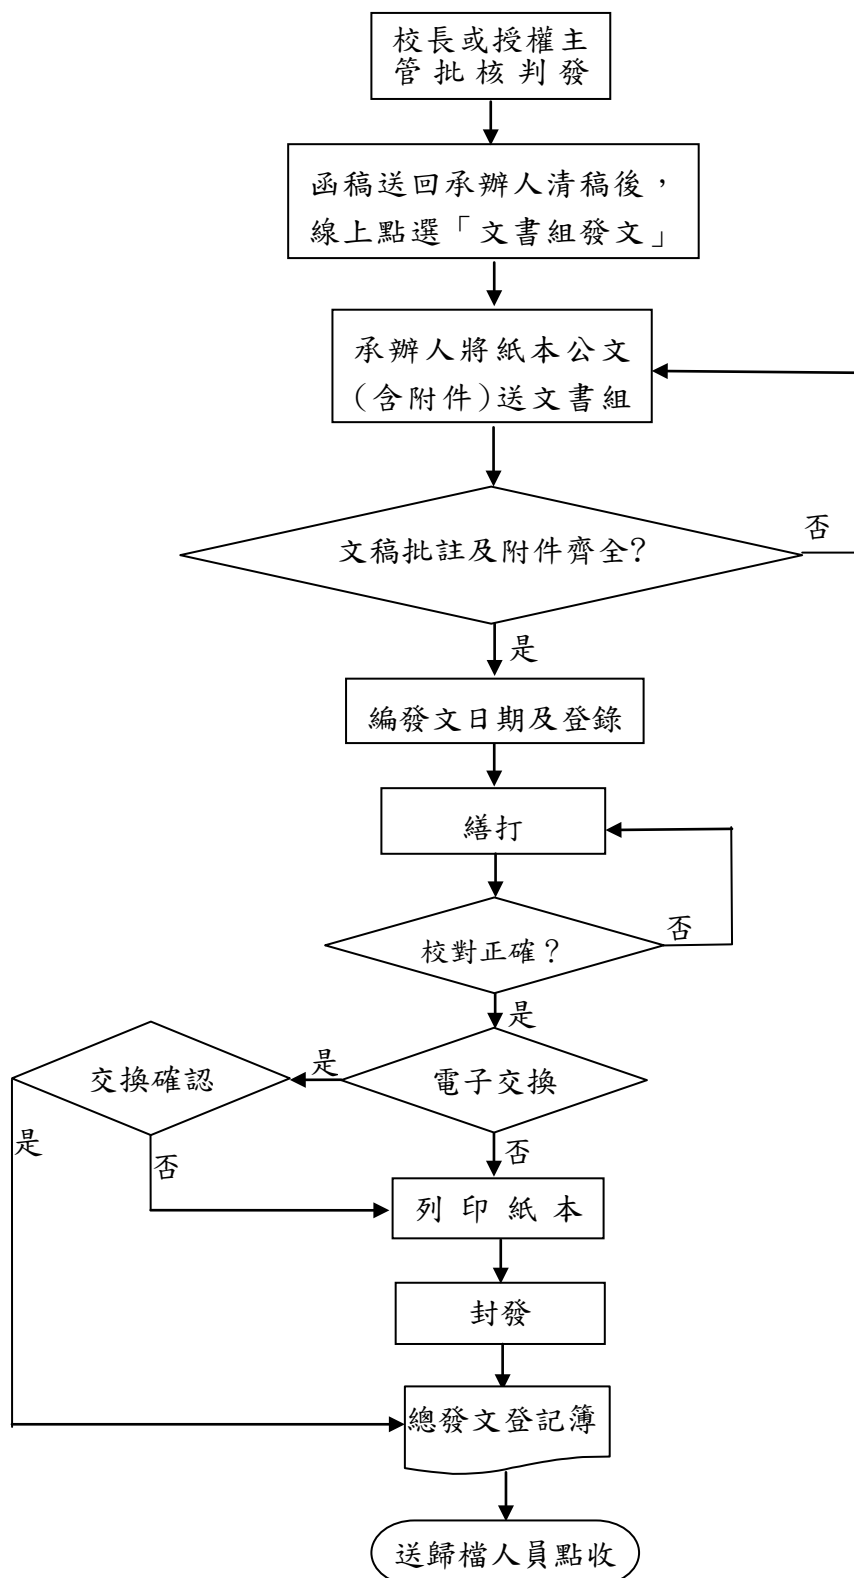 校長或授權主
管批核判發
函稿送回承辦人清稿後，
線上點選「文書組發文」
承辦人將紙本公文
(含附件)送文書組
文稿批註及附件齊全?
否
是
編發文日期及登錄
繕打
校對正確？
否
是
電子交換
是
交換確認
是
否
否
列印紙本
封發
總發文登記簿
送歸檔人員點收